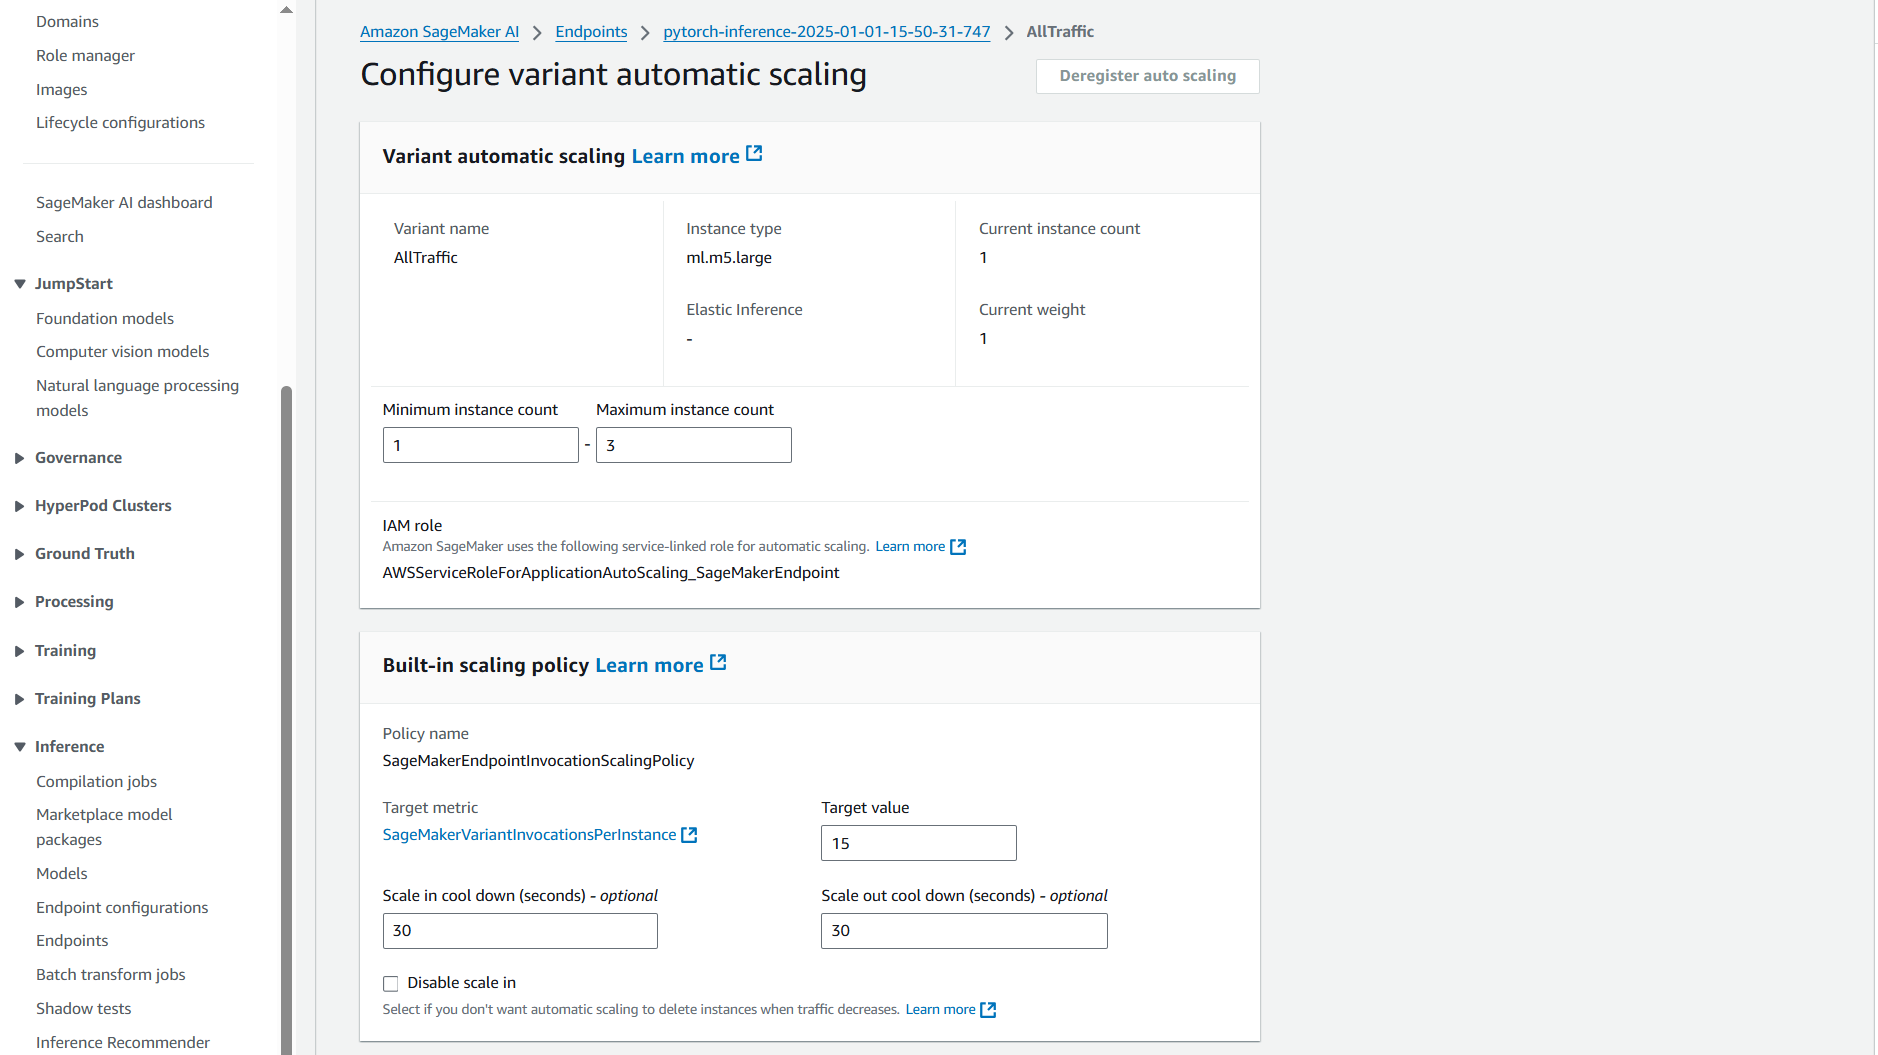 Domains
Role manager
Images
Lifecycle configurations
SageMaker AI dashboard
Search
JumpStart
Foundation models
Computer vision models
Natural language processing
models
Governance
HyperPod Clusters
Ground Truth
Processing
Training
Training Plans
Inference
Compilation jobs
Marketplace model
packages
Models
Endpoint configurations
Endpoints
Batch transform jobs
Shadow tests
Inference Recommender
Amazon SageMaker AI > Endpoints > pytorch-inference-2025-01-01-15-50-31-747 > AllTraffic
Configure variant automatic scaling
Deregister auto scaling
Variant automatic scaling Learn more
Variant name
AllTraffic
Instance type
ml.m5.large
Elastic Inference
-
Current instance count
1
Current weight
1
Minimum instance count
1
-
Maximum instance count
3
IAM role
Amazon SageMaker uses the following service-linked role for automatic scaling. Learn more
AWSServiceRoleForApplicationAutoScaling_SageMakerEndpoint
Built-in scaling policy Learn more
Policy name
SageMakerEndpointInvocationScalingPolicy
Target metric
SageMakerVariantInvocationsPerInstance
Target value
15
Scale in cool down (seconds) - optional
30
Scale out cool down (seconds) - optional
30
Disable scale in
Select if you don't want automatic scaling to delete instances when traffic decreases. Learn more